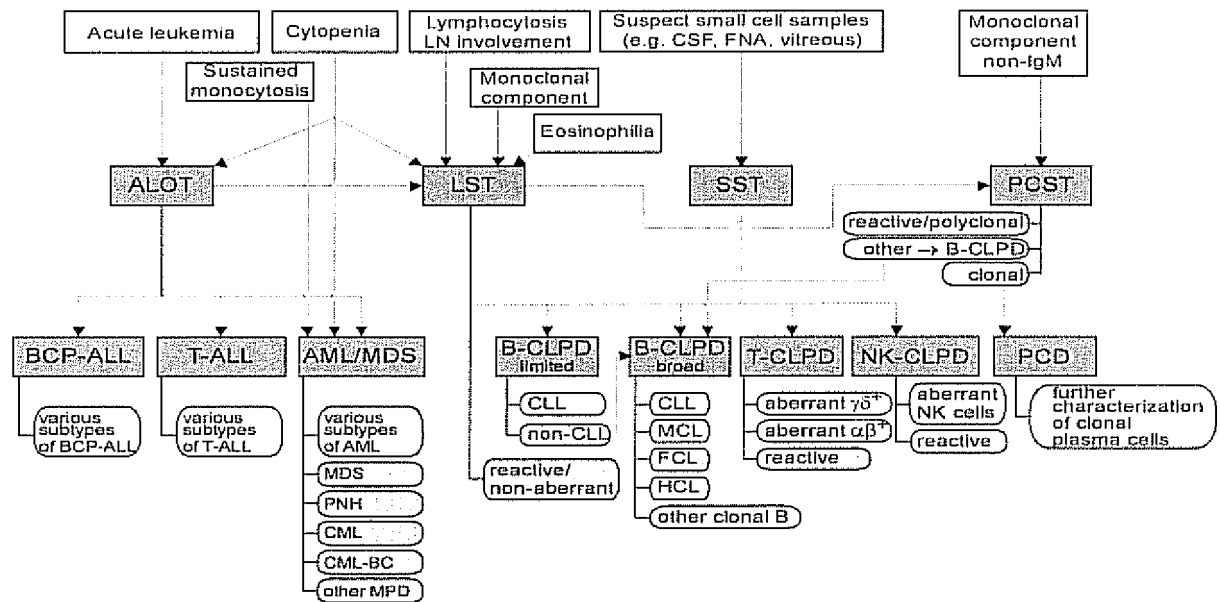 Acute leukemia
Cytopenia
Lymphocytosis
LN involvement
Suspect small cell samples
(e.g. CSF, FNA, vitreous)
Monoclonal
component
non-IgM
Sustained
monocytosis
Monoclonal
component
Eosinophilia
ALOT
LST
SST
PCST
reactive/polyclonal
other → B-CLPD
clonal
BCP-ALL
T-ALL
AML/MDS
B-CLPD
limited
B-CLPD
broad
T-CLPD
NK-CLPD
PCD
various
subtypes
of BCP-ALL
various
subtypes
of T-ALL
various
subtypes
of AML
MDS
PNH
CML
CML-BC
other MPD
CLL
non-CLL
reactive/
non-aberrant
CLL
MCL
FCL
HCL
other clonal B
aberrant γδ+
aberrant αβ+
reactive
aberrant
NK cells
reactive
further
characterization
of clonal
plasma cells